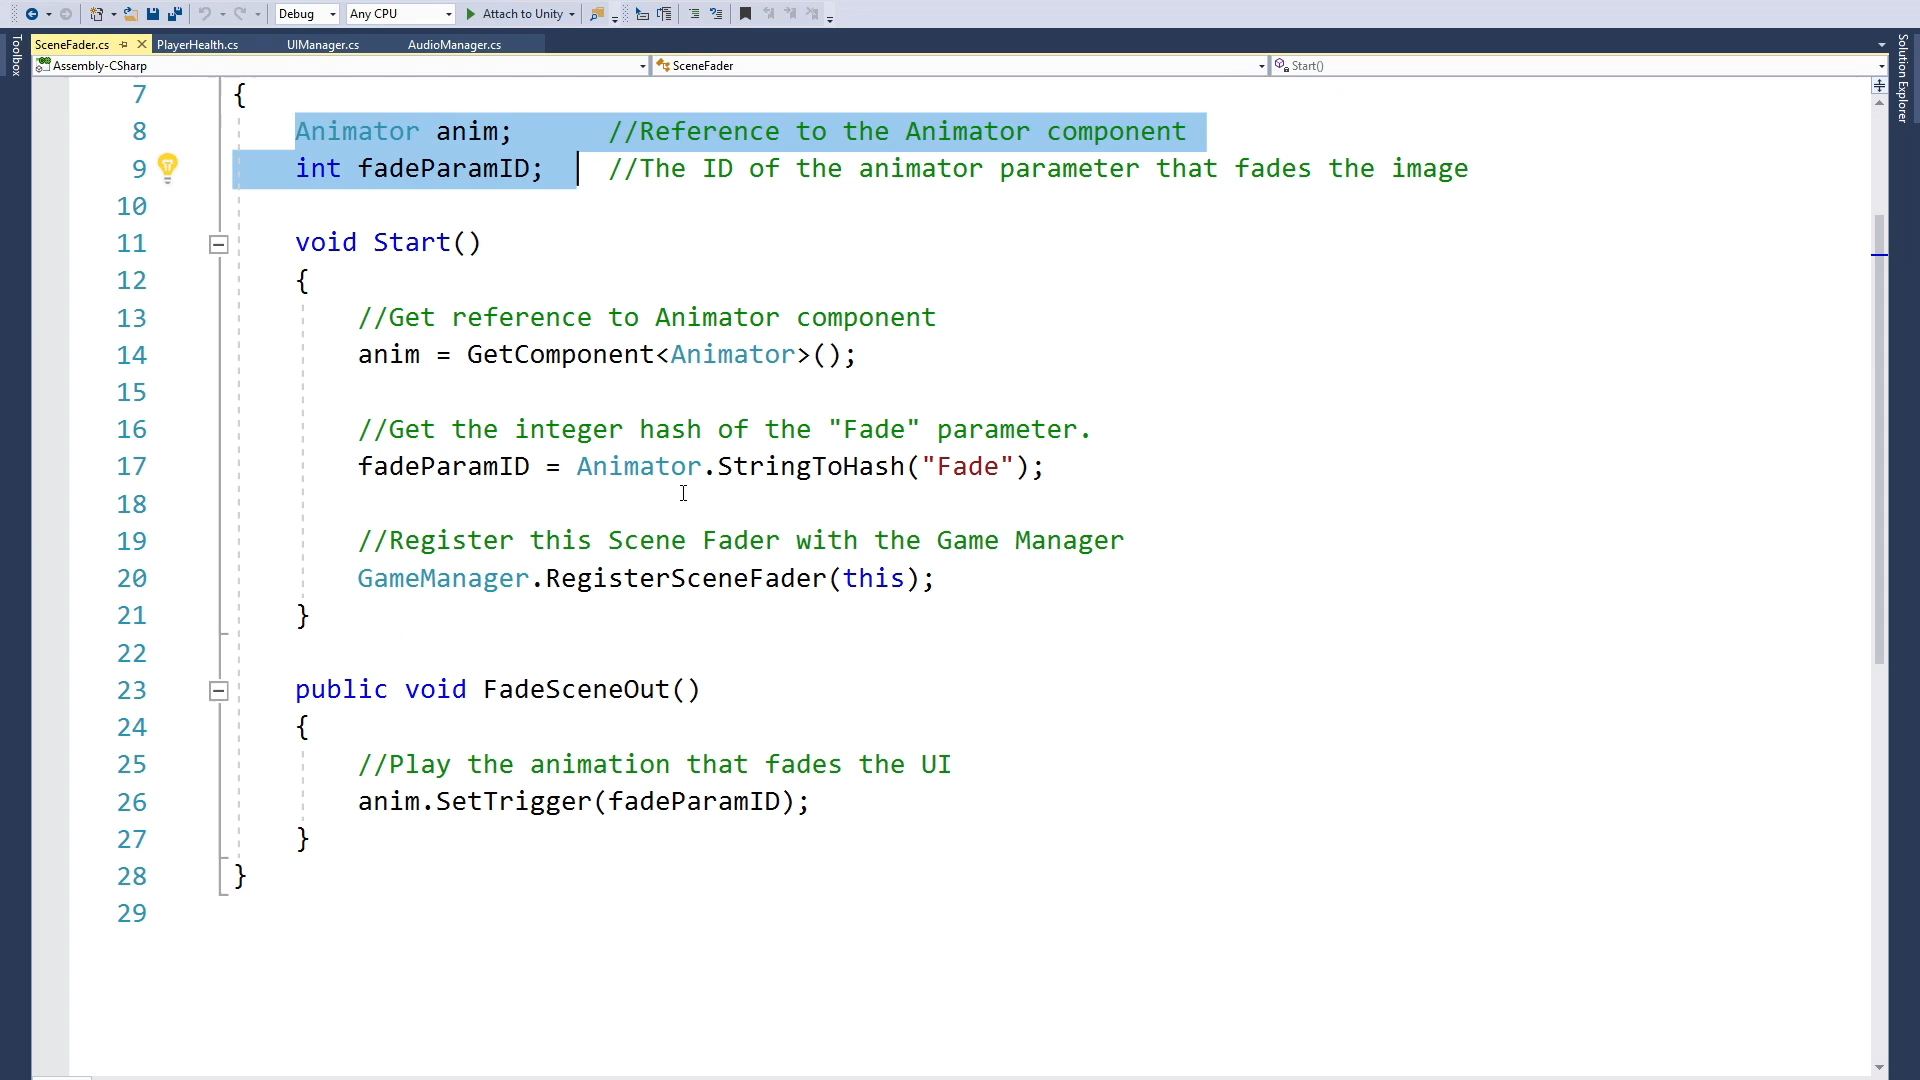 Debug
Any CPU
Attach to Unity
SceneFader.cs
PlayerHealth.cs
UIManager.cs
AudioManager.cs
Toolbox
Solution Explorer
Assembly-CSharp
SceneFader
Start()
7 {
8 Animator anim; //Reference to the Animator component
9 int fadeParamID; //The ID of the animator parameter that fades the image
10
11 void Start()
12 {
13 //Get reference to Animator component
14 anim = GetComponent<Animator>();
15
16 //Get the integer hash of the "Fade" parameter.
17 fadeParamID = Animator.StringToHash("Fade");
18
19 //Register this Scene Fader with the Game Manager
20 GameManager.RegisterSceneFader(this);
21 }
22
23 public void FadeSceneOut()
24 {
25 //Play the animation that fades the UI
26 anim.SetTrigger(fadeParamID);
27 }
28 }
29